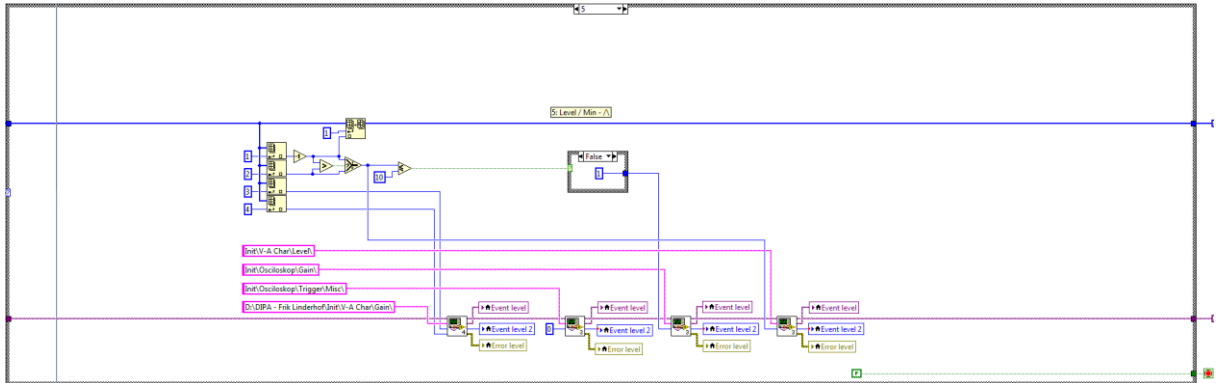 5
5: Level / Min - /\
1
1
2
3
4
10
False
1
Init\V-A Char\Level\
Init\Osciloskop\Gain\
Init\Osciloskop\Trigger\Misc\
D:\DIPA - Frik Linderhof\Init\V-A Char\Gain\
Event level
Event level
Event level
Event level
0
Event level 2
Event level 2
Event level 2
Event level 2
Error level
Error level
Error level
Error level
F